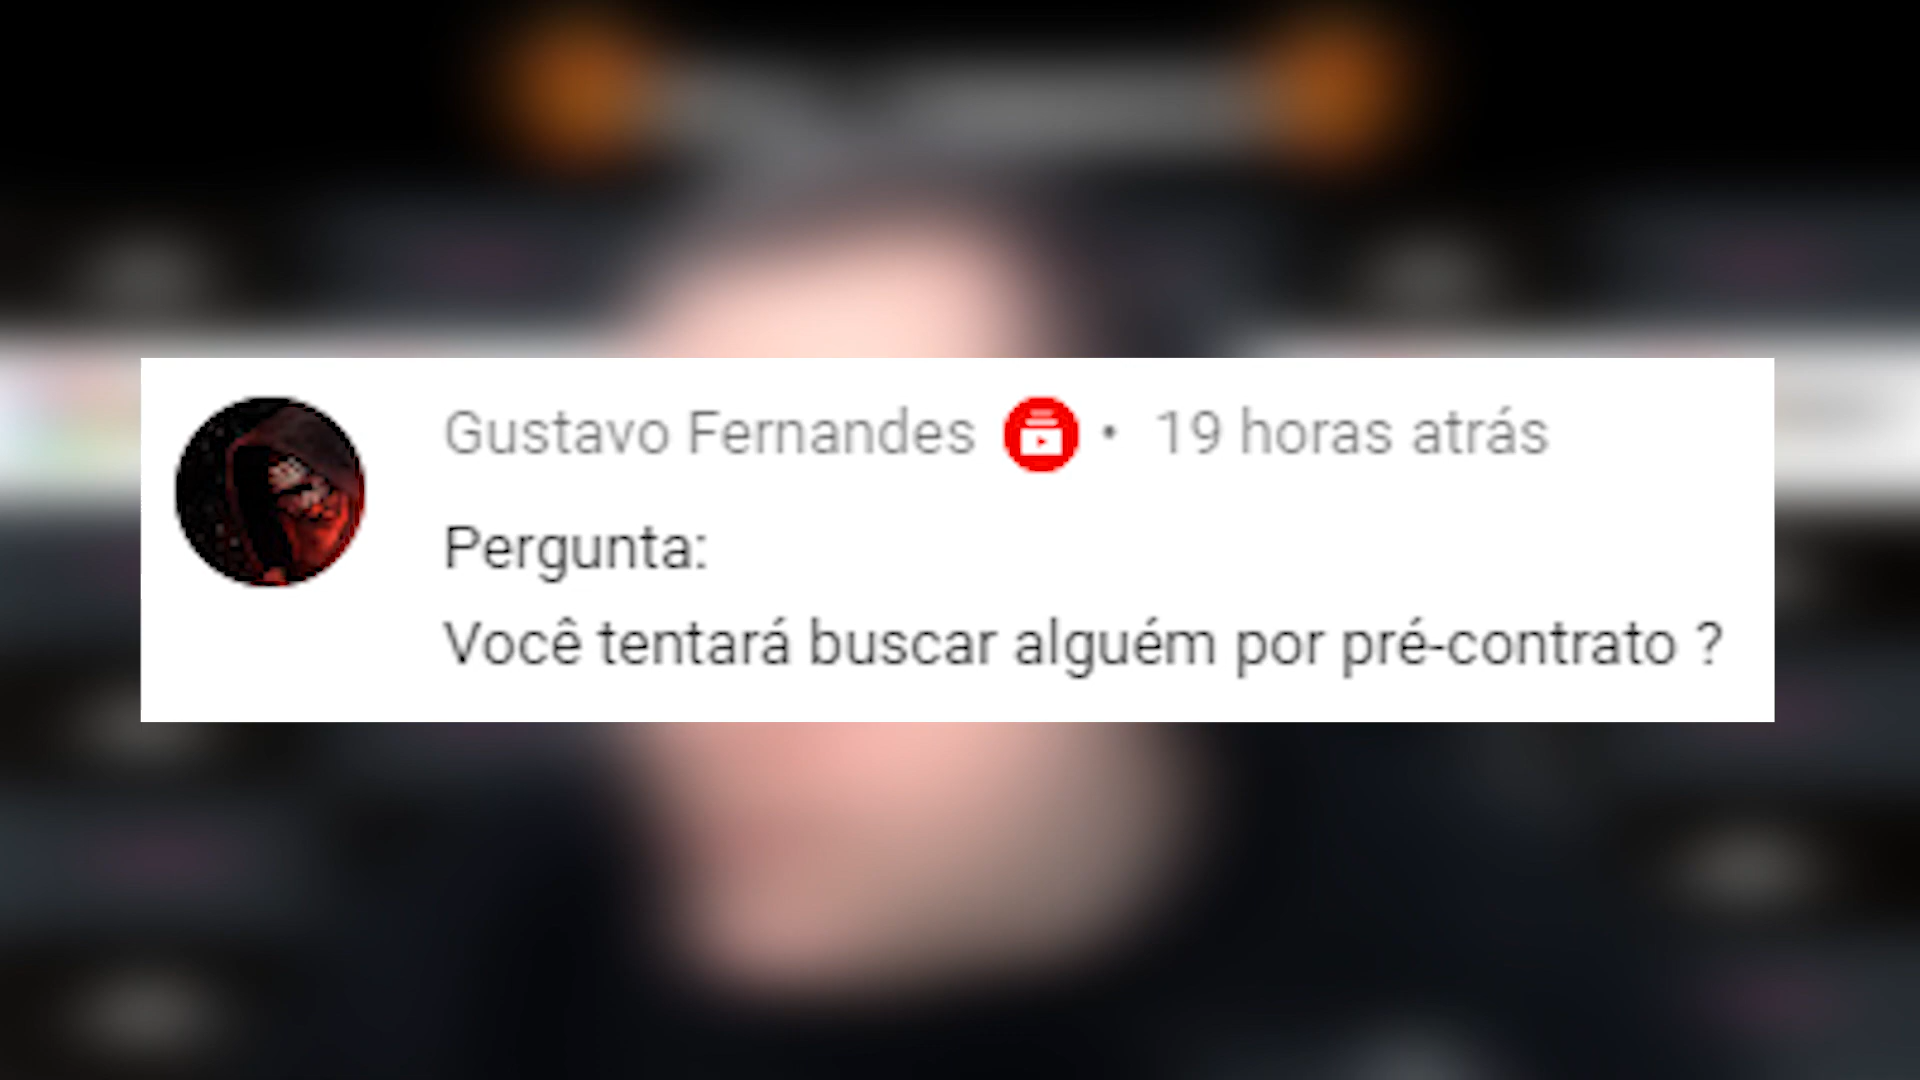 Gustavo Fernandes • 19 horas atrás
Pergunta:
Você tentará buscar alguém por pré-contrato ?